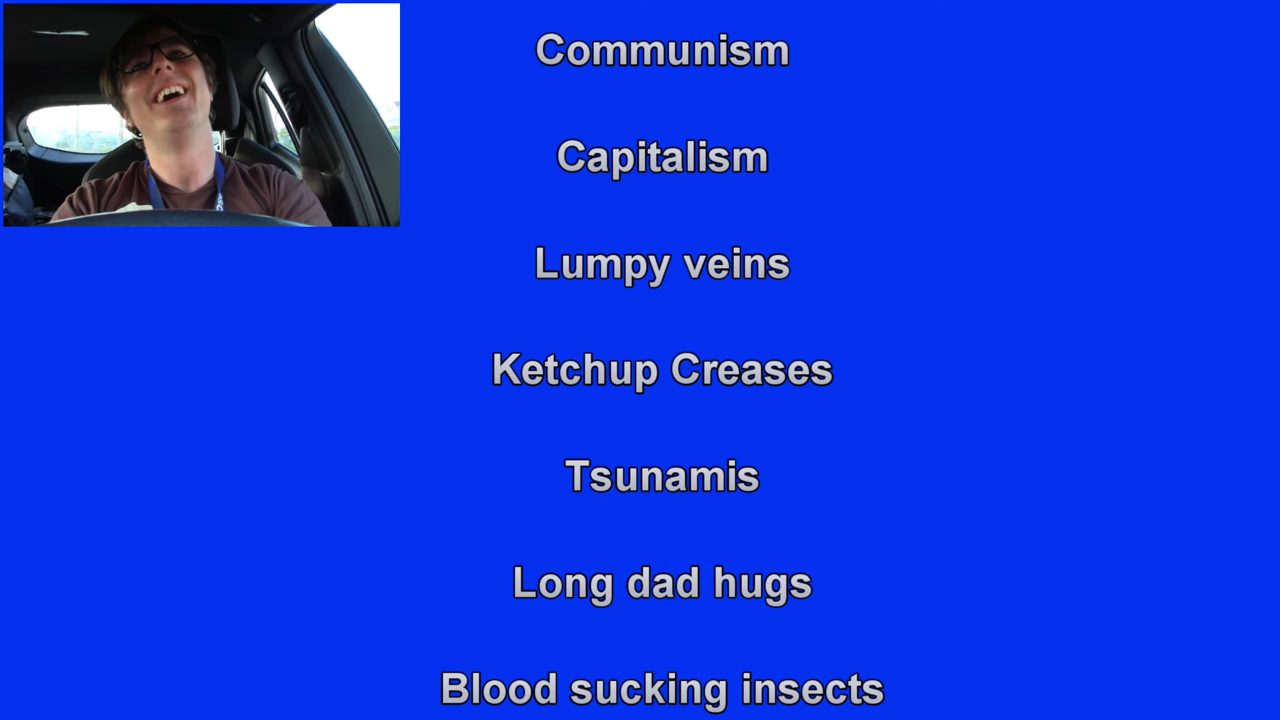 Communism
Capitalism
Lumpy veins
Ketchup Creases
Tsunamis
Long dad hugs
Blood sucking insects